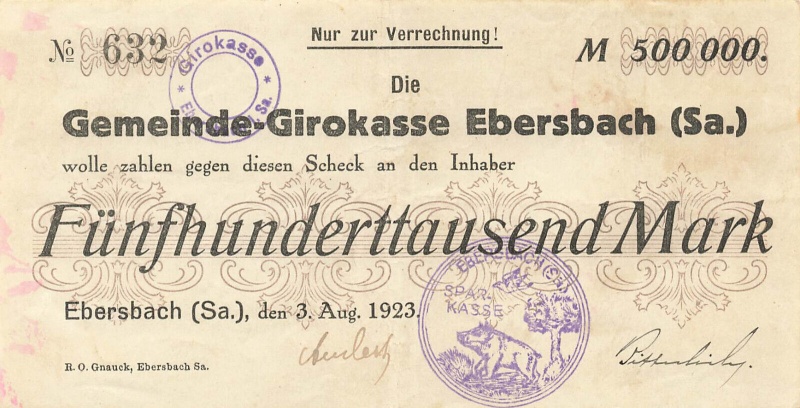 Nur zur Verrechnung!
№ 632
M 500 000.
Girokasse
Die
Gemeinde-Girokasse Ebersbach (Sa.)
wolle zahlen gegen diesen Scheck an den Inhaber
Fünfhunderttausend Mark
Ebersbach (Sa.), den 3. Aug. 1923.
SPAR-
KASSE
R. O. Gnauck, Ebersbach Sa.